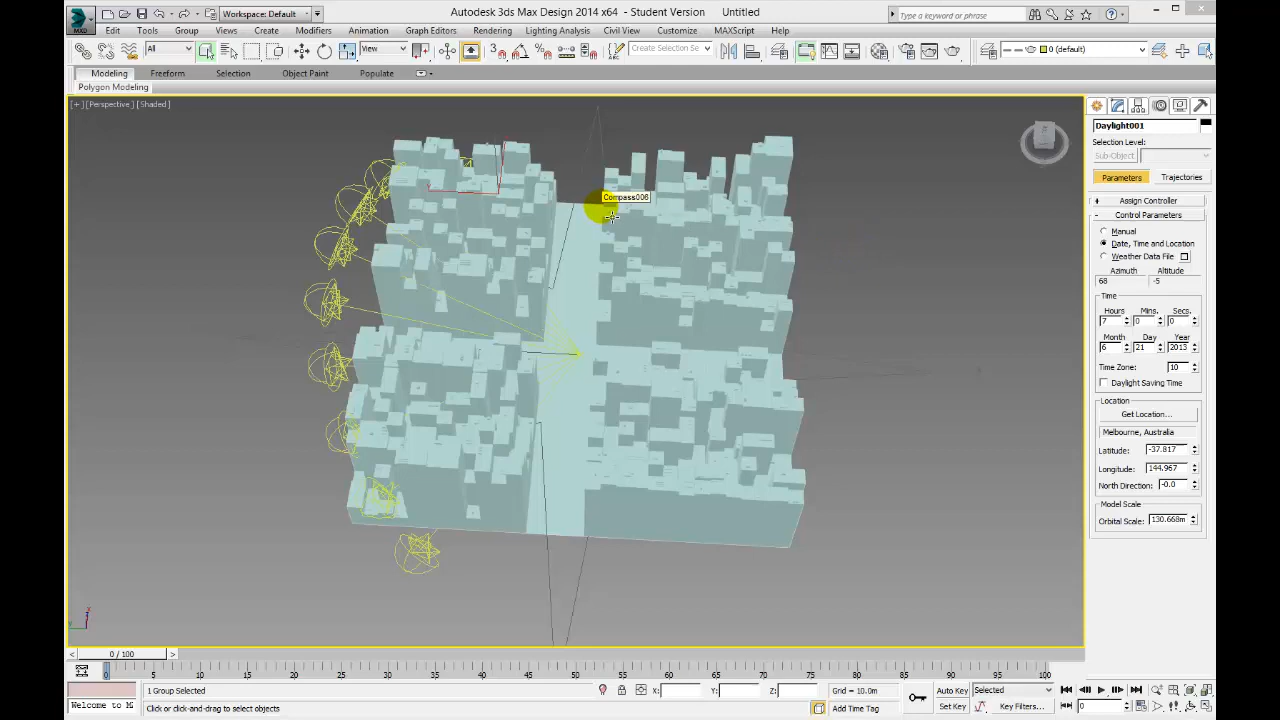 Workspace: Default
Autodesk 3ds Max Design 2014 x64 - Student Version
Untitled
Type a keyword or phrase
MXD
Edit
Tools
Group
Views
Create
Modifiers
Animation
Graph Editors
Rendering
Lighting Analysis
Civil View
Customize
MAXScript
Help
All
View
3
Create Selection Se
0 (default)
Modeling
Freeform
Selection
Object Paint
Populate
Polygon Modeling
[+] [Perspective] [Shaded]
Compass006
Daylight001
Selection Level:
Sub-Object
Parameters
Trajectories
+ Assign Controller
- Control Parameters
Manual
Date, Time and Location
Weather Data File
Azimuth Altitude
68 -5
Time
Hours Mins. Secs.
7 0 0
Month Day Year
6 21 2013
Time Zone: 10
Daylight Saving Time
Location
Get Location...
Melbourne, Australia
Latitude: -37.817
Longitude: 144.967
North Direction: -0.0
Model Scale
Orbital Scale: 130.668m
< 0 / 100 >
0 5 10 15 20 25 30 35 40 45 50 55 60 65 70 75 80 85 90 95 100
1 Group Selected
X:
Y:
Z:
Grid = 10.0m
Auto Key
Selected
Welcome to M
Click or click-and-drag to select objects
Add Time Tag
Set Key
Key Filters...
0